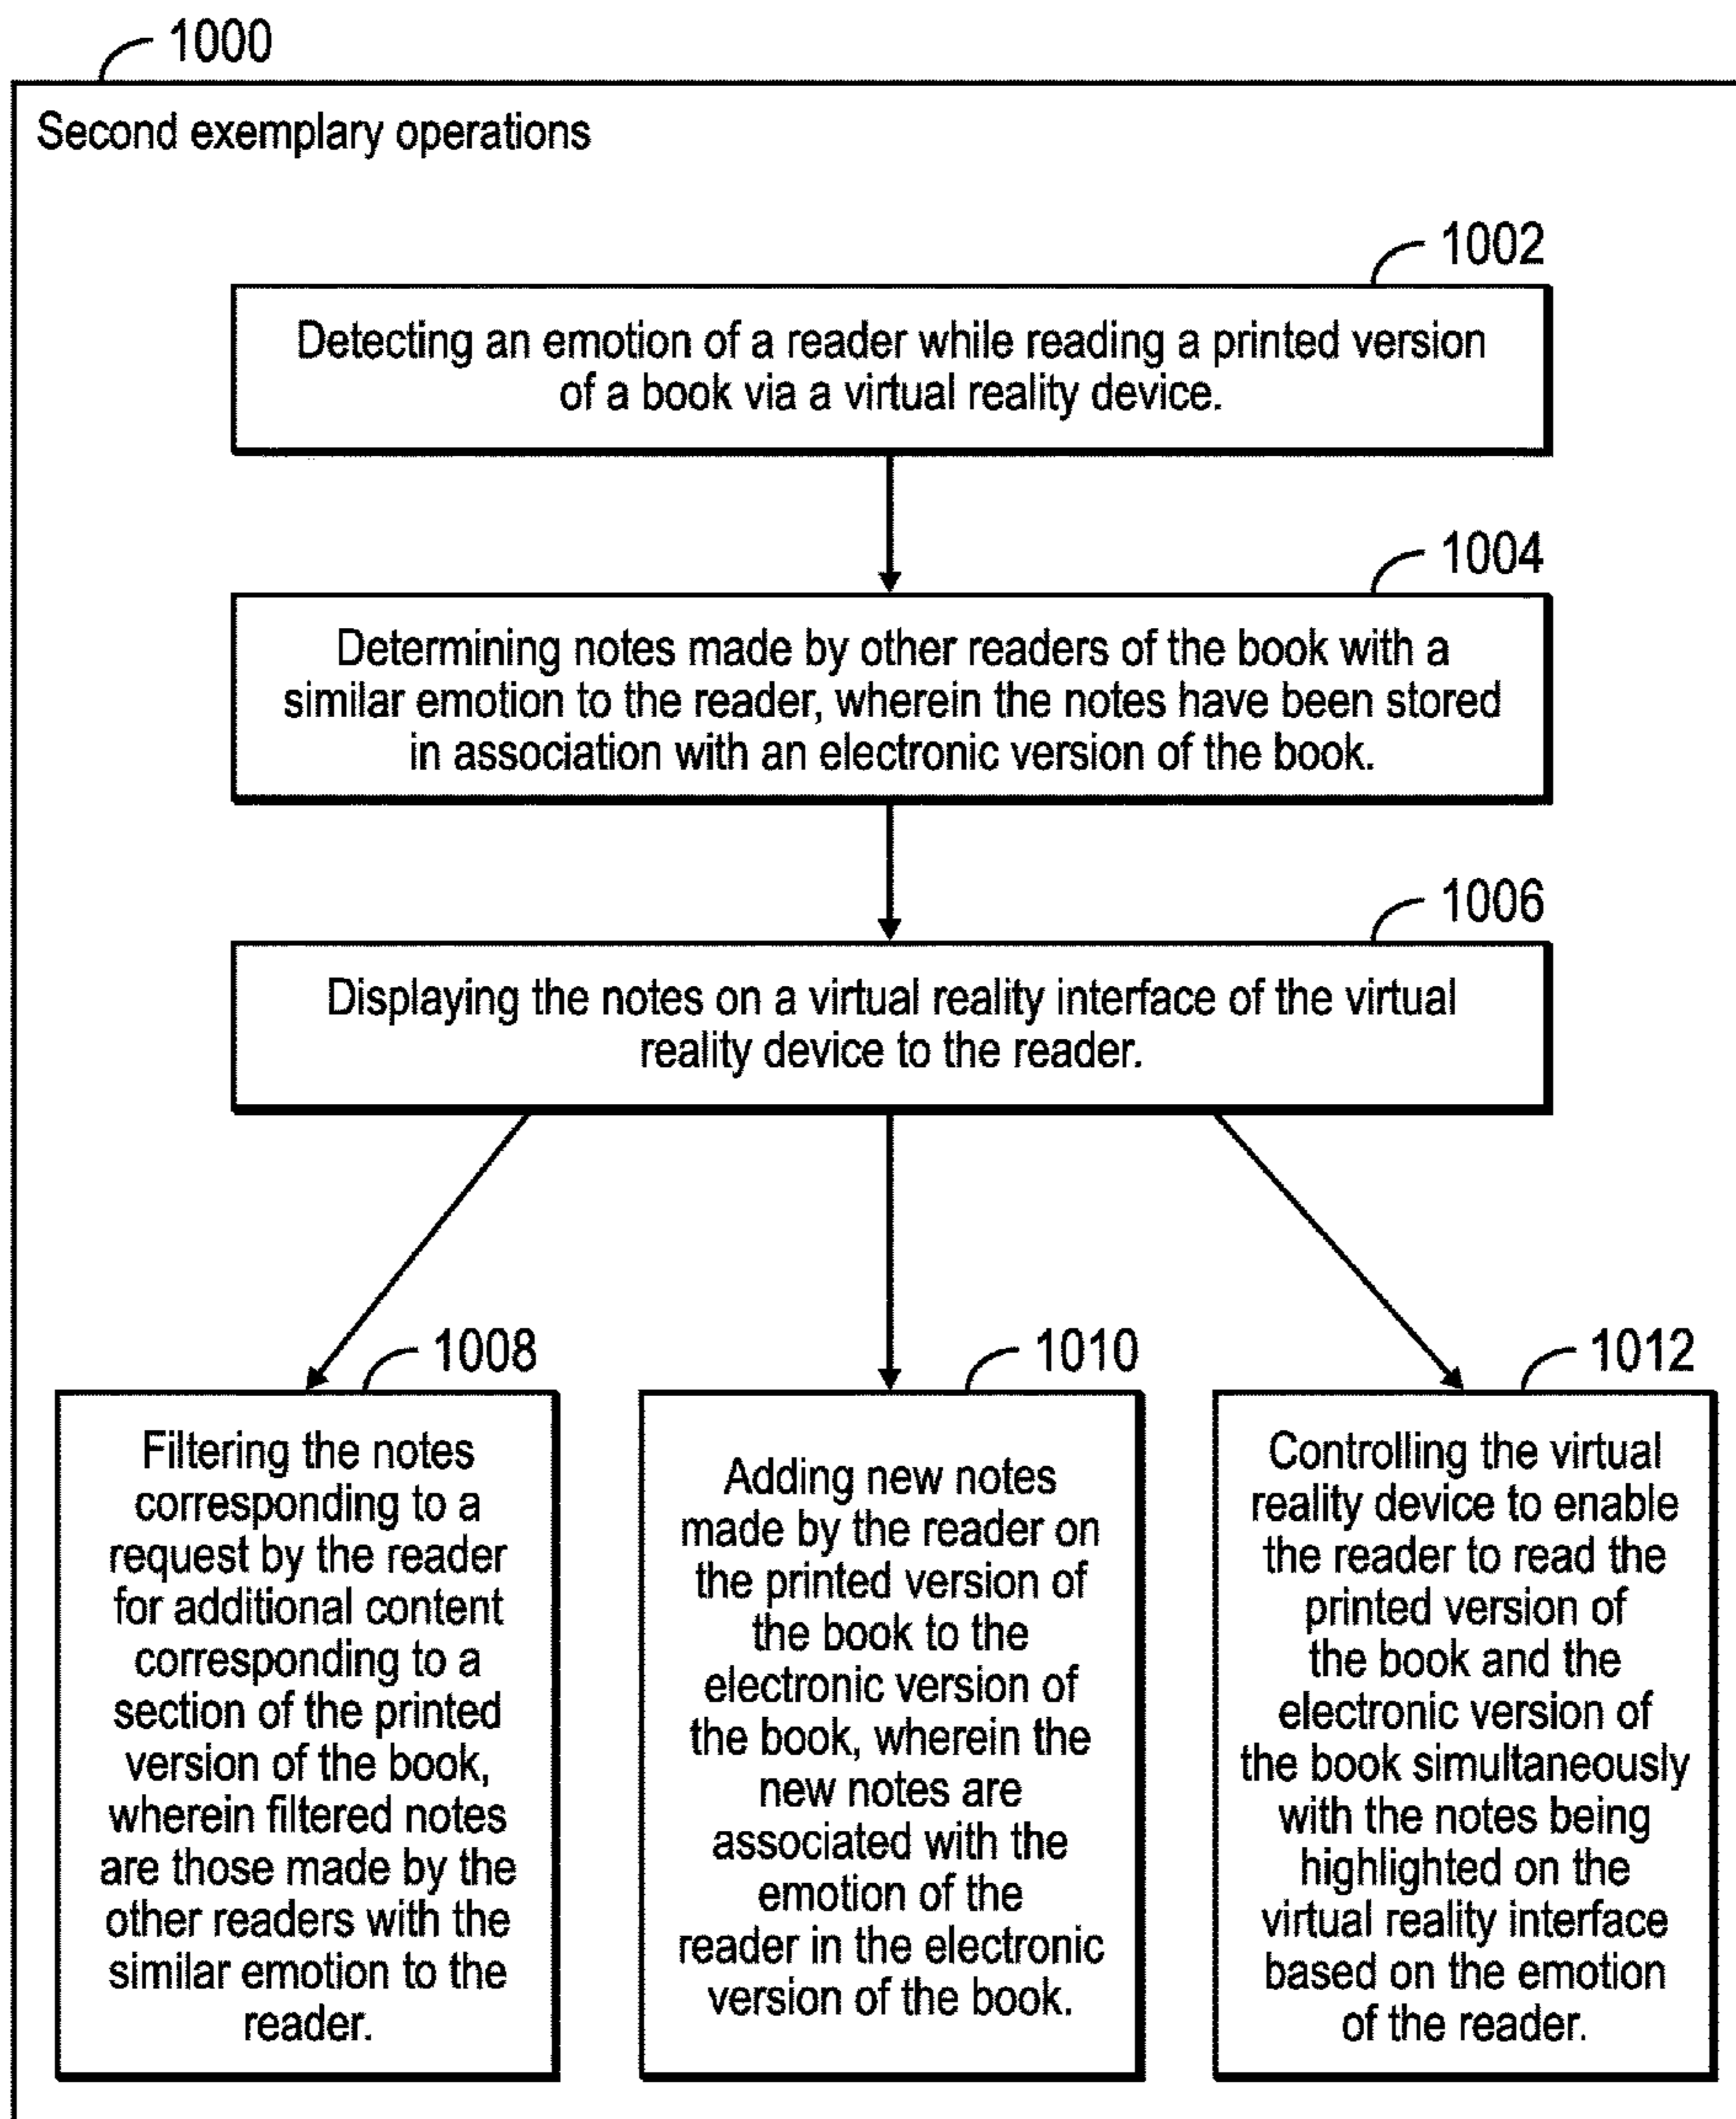 1000
Second exemplary operations
1002
Detecting an emotion of a reader while reading a printed version
of a book via a virtual reality device.
1004
Determining notes made by other readers of the book with a
similar emotion to the reader, wherein the notes have been stored
in association with an electronic version of the book.
1006
Displaying the notes on a virtual reality interface of the virtual
reality device to the reader.
1008
Filtering the notes
corresponding to a
request by the reader
for additional content
corresponding to a
section of the printed
version of the book,
wherein filtered notes
are those made by the
other readers with the
similar emotion to the
reader.
1010
Adding new notes
made by the reader on
the printed version of
the book to the
electronic version of
the book, wherein the
new notes are
associated with the
emotion of the
reader in the electronic
version of the book.
1012
Controlling the virtual
reality device to enable
the reader to read the
printed version of
the book and the
electronic version of
the book simultaneously
with the notes being
highlighted on the
virtual reality interface
based on the emotion
of the reader.